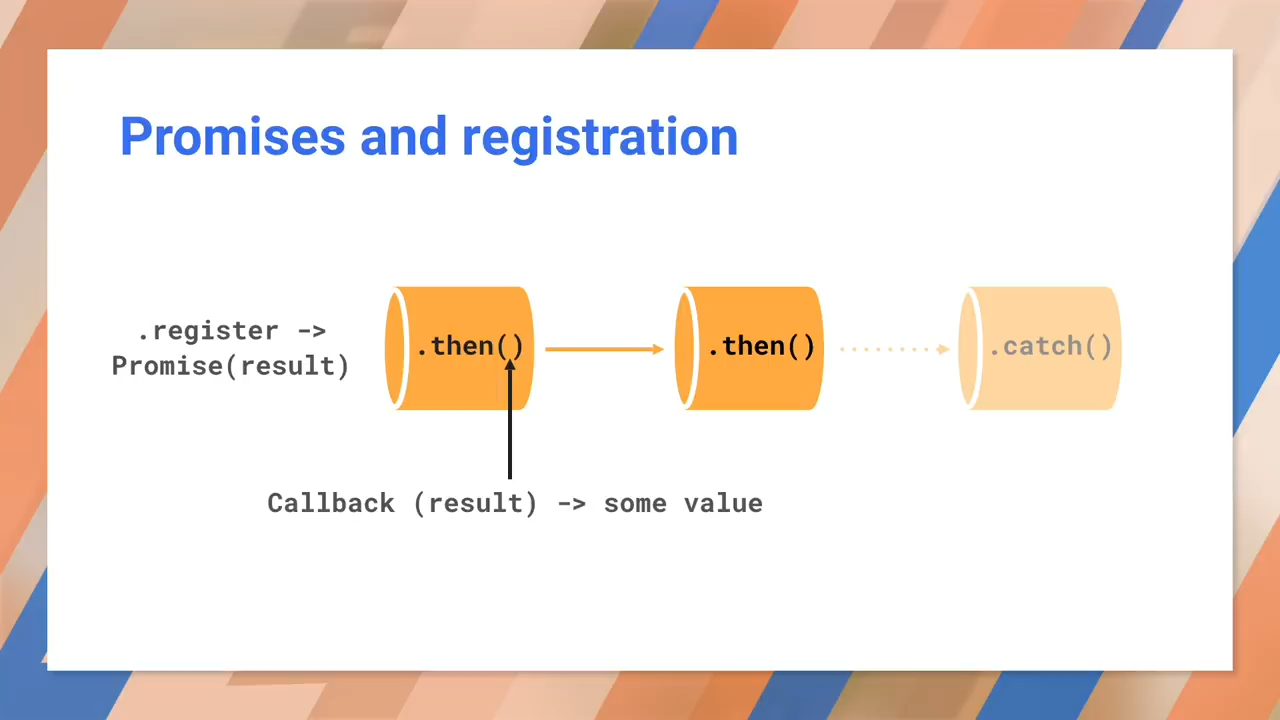 Promises and registration
.register ->
Promise(result)
.then()
.then()
.catch()
Callback (result) -> some value